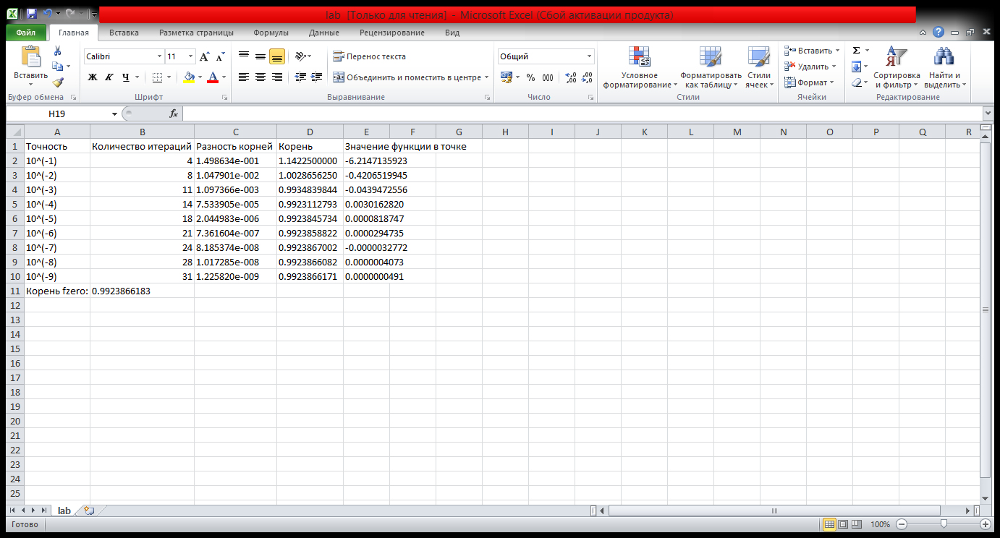 lab [Только для чтения] - Microsoft Excel (Сбой активации продукта)
Файл Главная Вставка Разметка страницы Формулы Данные Рецензирование Вид
Calibri 11 Перенос текста Общий
Вставить Ж К Ч А Объединить и поместить в центре % 000 Условное форматирование Форматировать как таблицу Стили ячеек Вставить Удалить Формат Σ Сортировка и фильтр Найти и выделить
Буфер обмена Шрифт Выравнивание Число Стили Ячейки Редактирование
H19 fx
A B C D E F G H I J K L M N O P Q R
1 Точность Количество итераций Разность корней Корень Значение функции в точке
2 10^(-1) 4 1.498634e-001 1.1422500000 -6.2147135923
3 10^(-2) 8 1.047901e-002 1.0028656250 -0.4206519945
4 10^(-3) 11 1.097366e-003 0.9934839844 -0.0439472556
5 10^(-4) 14 7.533905e-005 0.9923112793 0.0030162820
6 10^(-5) 18 2.044983e-006 0.9923845734 0.0000818747
7 10^(-6) 21 7.361604e-007 0.9923858822 0.0000294735
8 10^(-7) 24 8.185374e-008 0.9923867002 -0.0000032772
9 10^(-8) 28 1.017285e-008 0.9923866082 0.0000004073
10 10^(-9) 31 1.225820e-009 0.9923866171 0.0000000491
11 Корень fzero: 0.9923866183
12
13
14
15
16
17
18
19
20
21
22
23
24
25
lab
Готово 100%